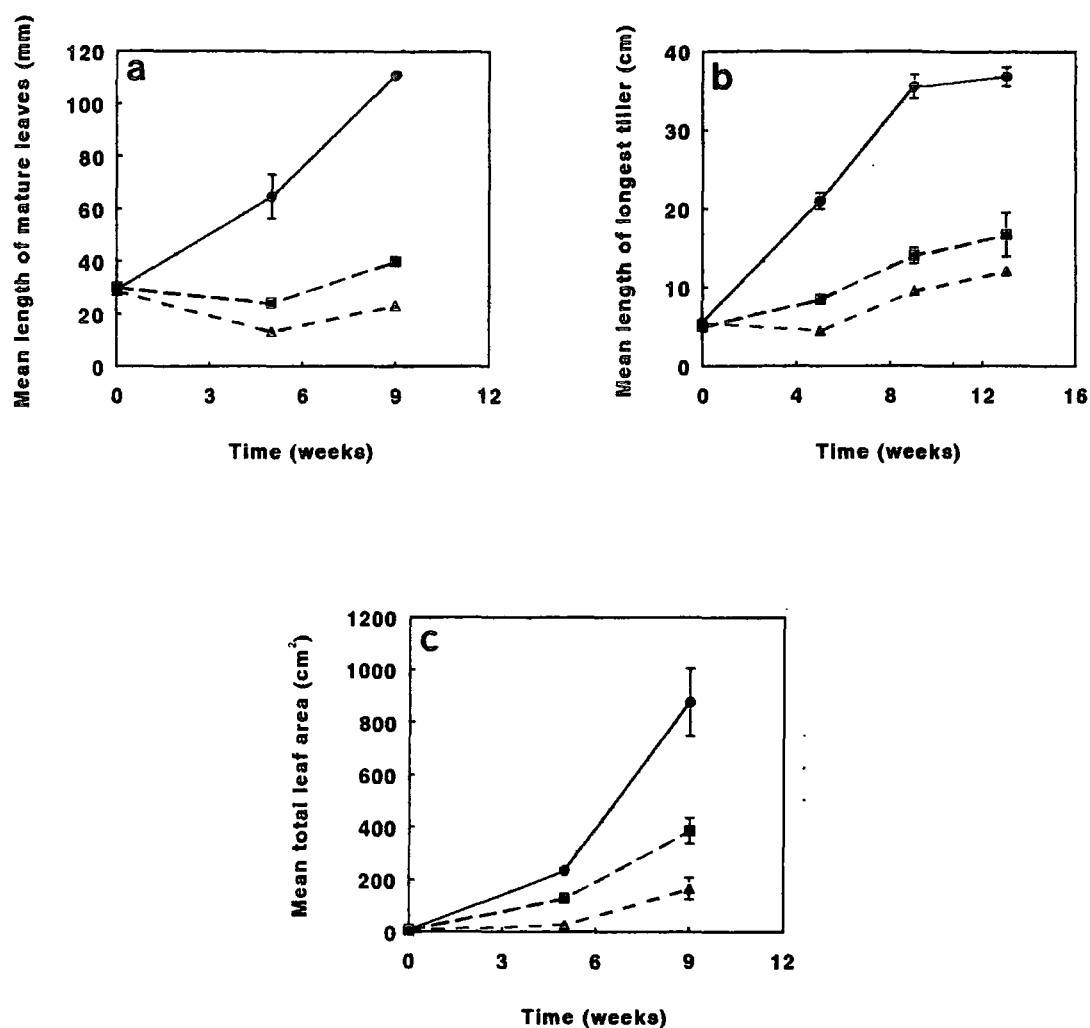 a
Mean length of mature leaves (mm)
120
100
80
60
40
20
0
0 3 6 9 12
Time (weeks)
b
Mean length of longest tiller (cm)
40
30
20
10
0
0 4 8 12 16
Time (weeks)
c
Mean total leaf area (cm²)
1200
1000
800
600
400
200
0
0 3 6 9 12
Time (weeks)